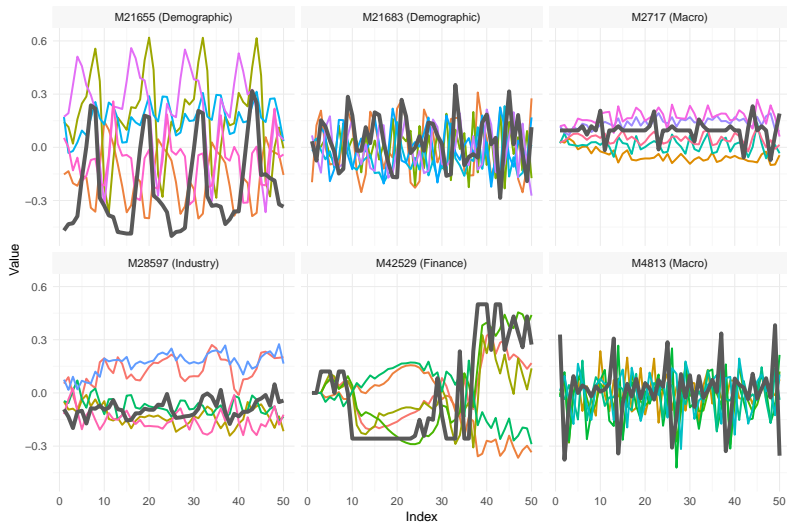 M21655 (Demographic)
M21683 (Demographic)
M2717 (Macro)
0.6
0.3
0.0
−0.3
M28597 (Industry)
M42529 (Finance)
M4813 (Macro)
0.6
0.3
0.0
−0.3
0 10 20 30 40 50
0 10 20 30 40 50
0 10 20 30 40 50
Index
Value